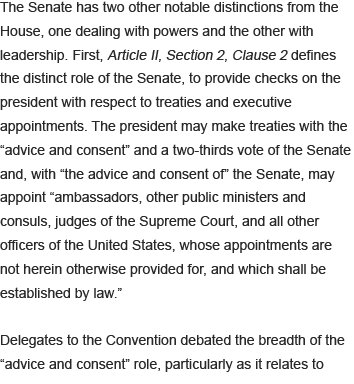 The Senate has two other notable distinctions from the
House, one dealing with powers and the other with
leadership. First, Article II, Section 2, Clause 2 defines
the distinct role of the Senate, to provide checks on the
president with respect to treaties and executive
appointments. The president may make treaties with the
“advice and consent” and a two-thirds vote of the Senate
and, with “the advice and consent of” the Senate, may
appoint “ambassadors, other public ministers and
consuls, judges of the Supreme Court, and all other
officers of the United States, whose appointments are
not herein otherwise provided for, and which shall be
established by law.”
Delegates to the Convention debated the breadth of the
“advice and consent” role, particularly as it relates to